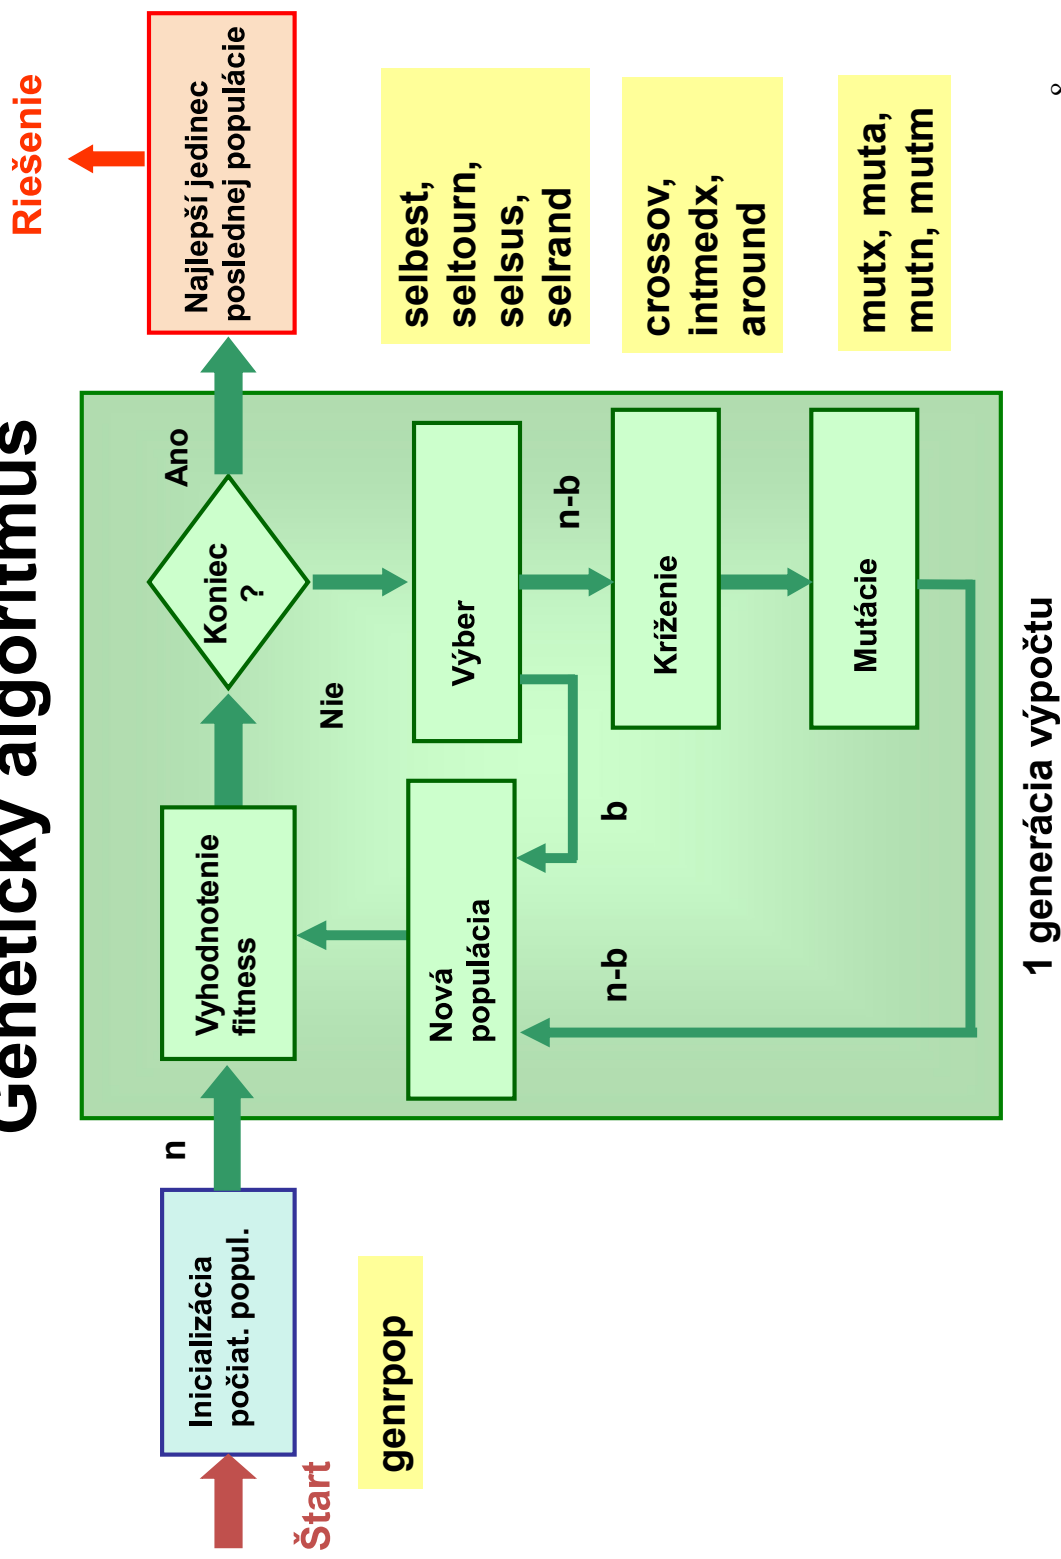 Genetický algoritmus
Štart
Inicializácia
počiat. popul.
n
Vyhodnotenie
fitness
Koniec
?
Ano
Najlepší jedinec
poslednej populácie
Riešenie
Nie
genrpop
Nová
populácia
Výber
selbest,
seltourn,
selsus,
selrand
b
n-b
n-b
Kríženie
crossov,
intmedx,
around
Mutácie
mutx, muta,
mutn, mutm
1 generácia výpočtu